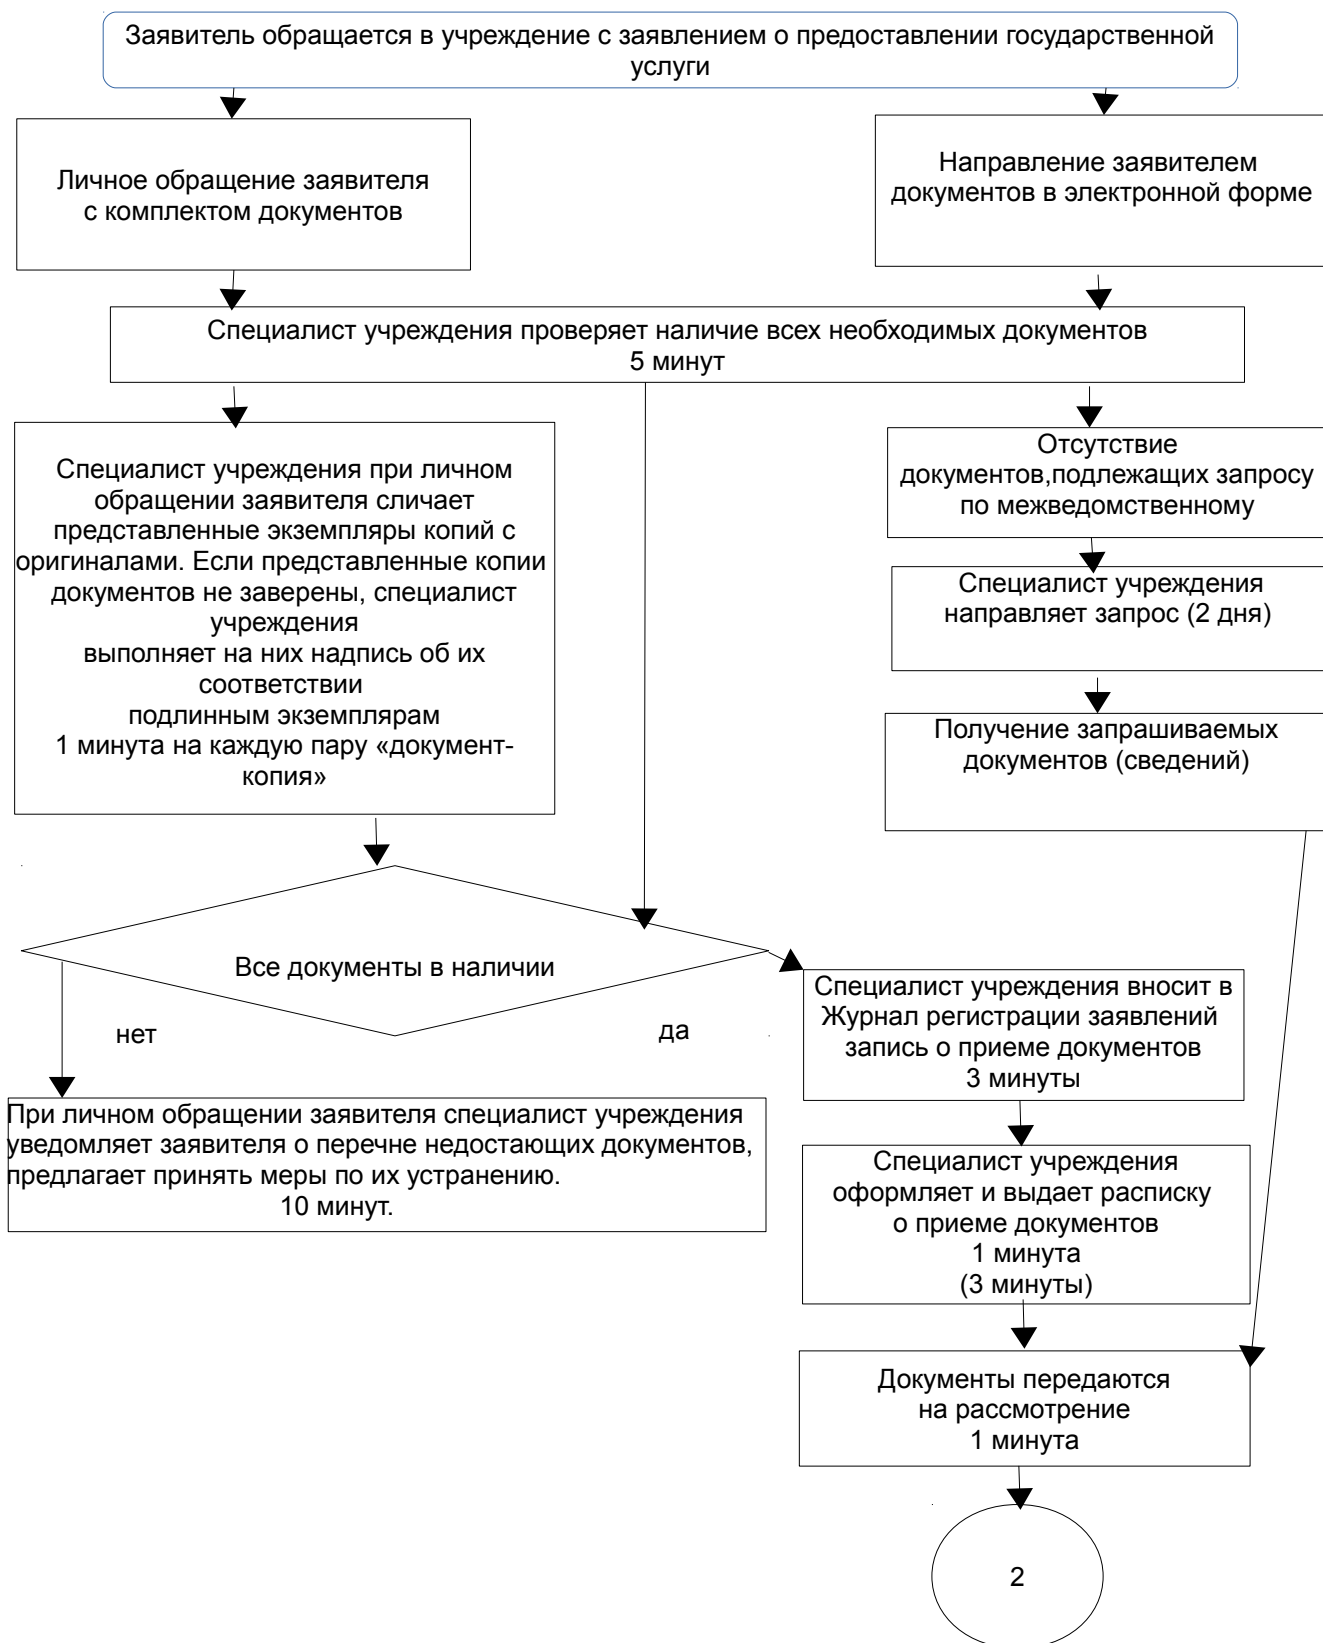 Заявитель обращается в учреждение с заявлением о предоставлении государственной
услуги
Личное обращение заявителя
с комплектом документов
Направление заявителем
документов в электронной форме
Специалист учреждения проверяет наличие всех необходимых документов
5 минут
Специалист учреждения при личном
обращении заявителя сличает
представленные экземпляры копий с
оригиналами. Если представленные копии
документов не заверены, специалист
учреждения
выполняет на них надпись об их
соответствии
подлинным экземплярам
1 минута на каждую пару «документ-
копия»
Отсутствие
документов,подлежащих запросу
по межведомственному
Специалист учреждения
направляет запрос (2 дня)
Получение запрашиваемых
документов (сведений)
Все документы в наличии
нет
да
Специалист учреждения вносит в
Журнал регистрации заявлений
запись о приеме документов
3 минуты
При личном обращении заявителя специалист учреждения
уведомляет заявителя о перечне недостающих документов,
предлагает принять меры по их устранению.
10 минут.
Специалист учреждения
оформляет и выдает расписку
о приеме документов
1 минута
(3 минуты)
Документы передаются
на рассмотрение
1 минута
2